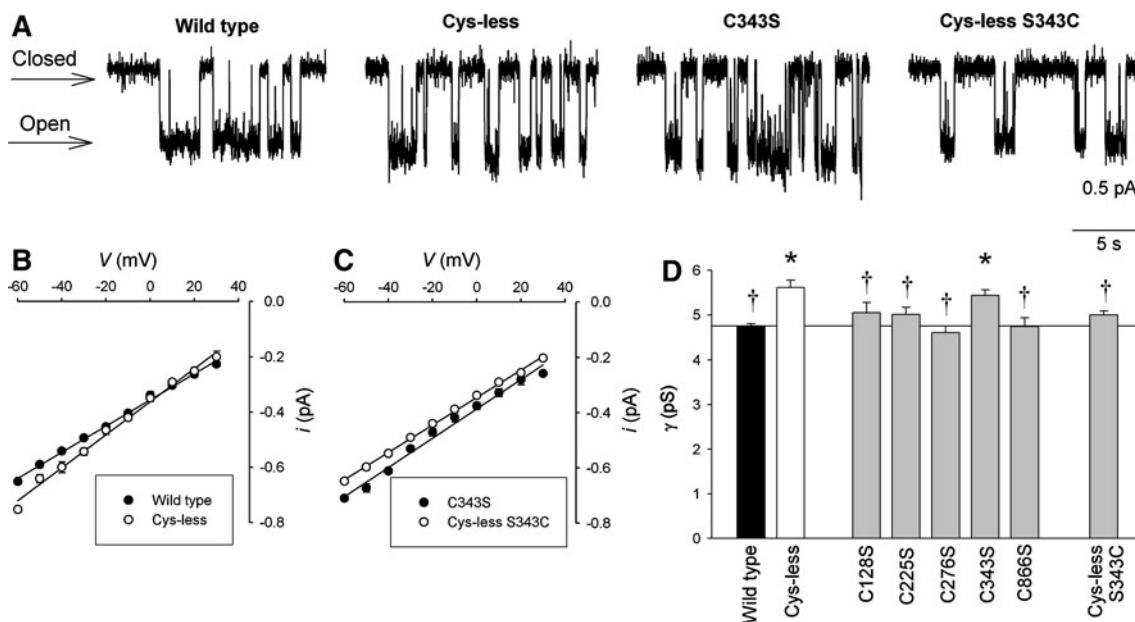 A
Wild type
Cys-less
C343S
Cys-less S343C
Closed
Open
0.5 pA
5 s
B
V (mV)
-60 -40 -20 0 20 40
0.0
-0.2
-0.4
-0.6
-0.8
i (pA)
Wild type
Cys-less
C
V (mV)
-60 -40 -20 0 20 40
0.0
-0.2
-0.4
-0.6
-0.8
i (pA)
C343S
Cys-less S343C
D
γ (pS)
6
5
4
3
2
1
0
† * † † † * † †
Wild type
Cys-less
C128S
C225S
C276S
C343S
C866S
Cys-less
S343C